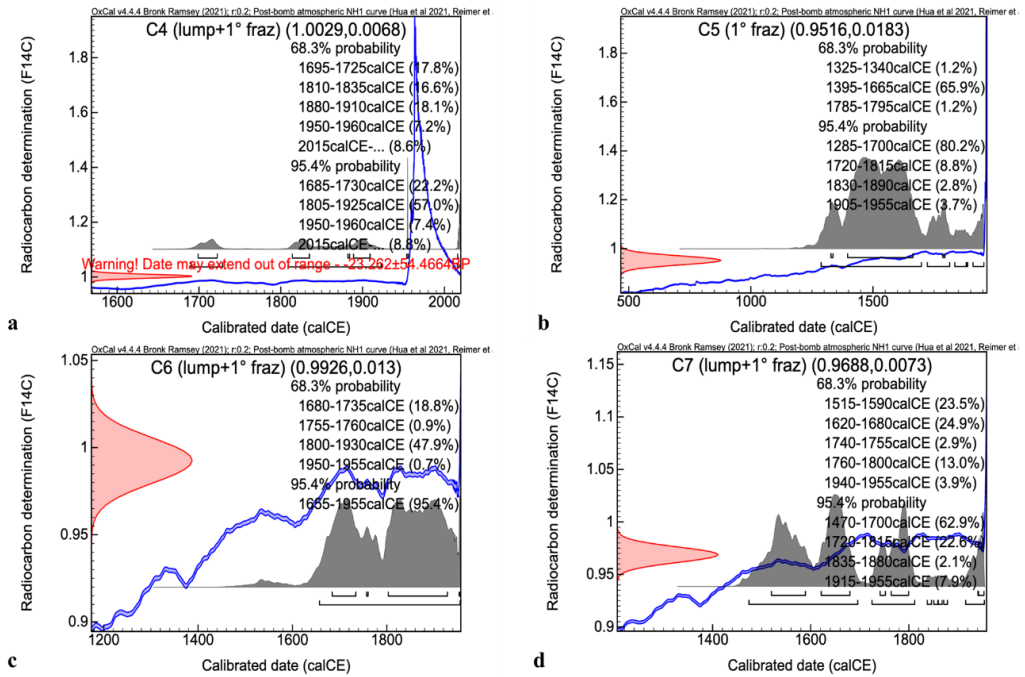 OxCal v4.4.4 Bronk Ramsey (2021); r:0.2; Post-bomb atmospheric NH1 curve (Hua et al 2021, Reimer et
C4 (lump+1° fraz) (1.0029,0.0068)
68.3% probability
1695-1725calCE (17.8%)
1810-1835calCE (16.6%)
1880-1910calCE (18.1%)
1950-1960calCE (7.2%)
2015calCE-... (8.6%)
95.4% probability
1685-1730calCE (22.2%)
1805-1925calCE (57.0%)
1950-1960calCE (7.4%)
2015calCE-... (8.8%)
Warning! Date may extend out of range - -23.262±54.46645BP
Radiocarbon determination (F14C)
1.8
1.6
1.4
1.2
1
1600
1700
1800
1900
2000
Calibrated date (calCE)
a
OxCal v4.4.4 Bronk Ramsey (2021); r:0.2; Post-bomb atmospheric NH1 curve (Hua et al 2021, Reimer et
C5 (1° fraz) (0.9516,0.0183)
68.3% probability
1325-1340calCE (1.2%)
1395-1665calCE (65.9%)
1785-1795calCE (1.2%)
95.4% probability
1285-1700calCE (80.2%)
1720-1815calCE (8.8%)
1830-1890calCE (2.8%)
1905-1955calCE (3.7%)
Radiocarbon determination (F14C)
1.8
1.6
1.4
1.2
1
500
1000
1500
Calibrated date (calCE)
b
OxCal v4.4.4 Bronk Ramsey (2021); r:0.2; Post-bomb atmospheric NH1 curve (Hua et al 2021, Reimer et
C6 (lump+1° fraz) (0.9926,0.013)
68.3% probability
1680-1735calCE (18.8%)
1755-1760calCE (0.9%)
1800-1930calCE (47.9%)
1950-1955calCE (0.7%)
95.4% probability
1655-1955calCE (95.4%)
Radiocarbon determination (F14C)
1.05
1
0.95
0.9
1200
1400
1600
1800
Calibrated date (calCE)
c
OxCal v4.4.4 Bronk Ramsey (2021); r:0.2; Post-bomb atmospheric NH1 curve (Hua et al 2021, Reimer et
C7 (lump+1° fraz) (0.9688,0.0073)
68.3% probability
1515-1590calCE (23.5%)
1620-1680calCE (24.9%)
1740-1755calCE (2.9%)
1760-1800calCE (13.0%)
1940-1955calCE (3.9%)
95.4% probability
1470-1700calCE (62.9%)
1720-1815calCE (22.6%)
1835-1880calCE (2.1%)
1915-1955calCE (7.9%)
Radiocarbon determination (F14C)
1.15
1.1
1.05
1
0.95
0.9
1400
1600
1800
Calibrated date (calCE)
d